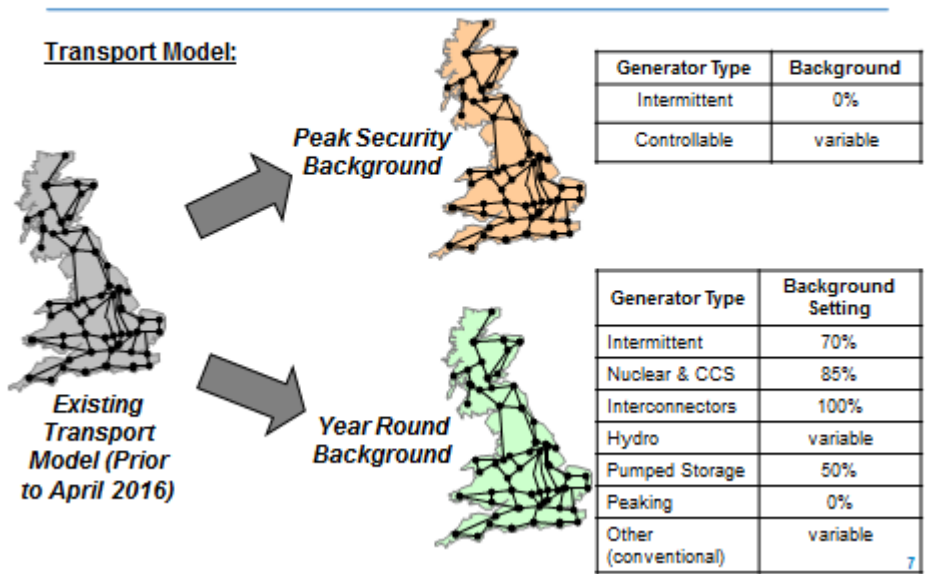 Transport Model:
Peak Security
Background
Generator Type Background
Intermittent 0%
Controllable variable
Existing
Transport
Model (Prior
to April 2016)
Year Round
Background
Generator Type Background
Setting
Intermittent 70%
Nuclear & CCS 85%
Interconnectors 100%
Hydro variable
Pumped Storage 50%
Peaking 0%
Other
(conventional) variable
7